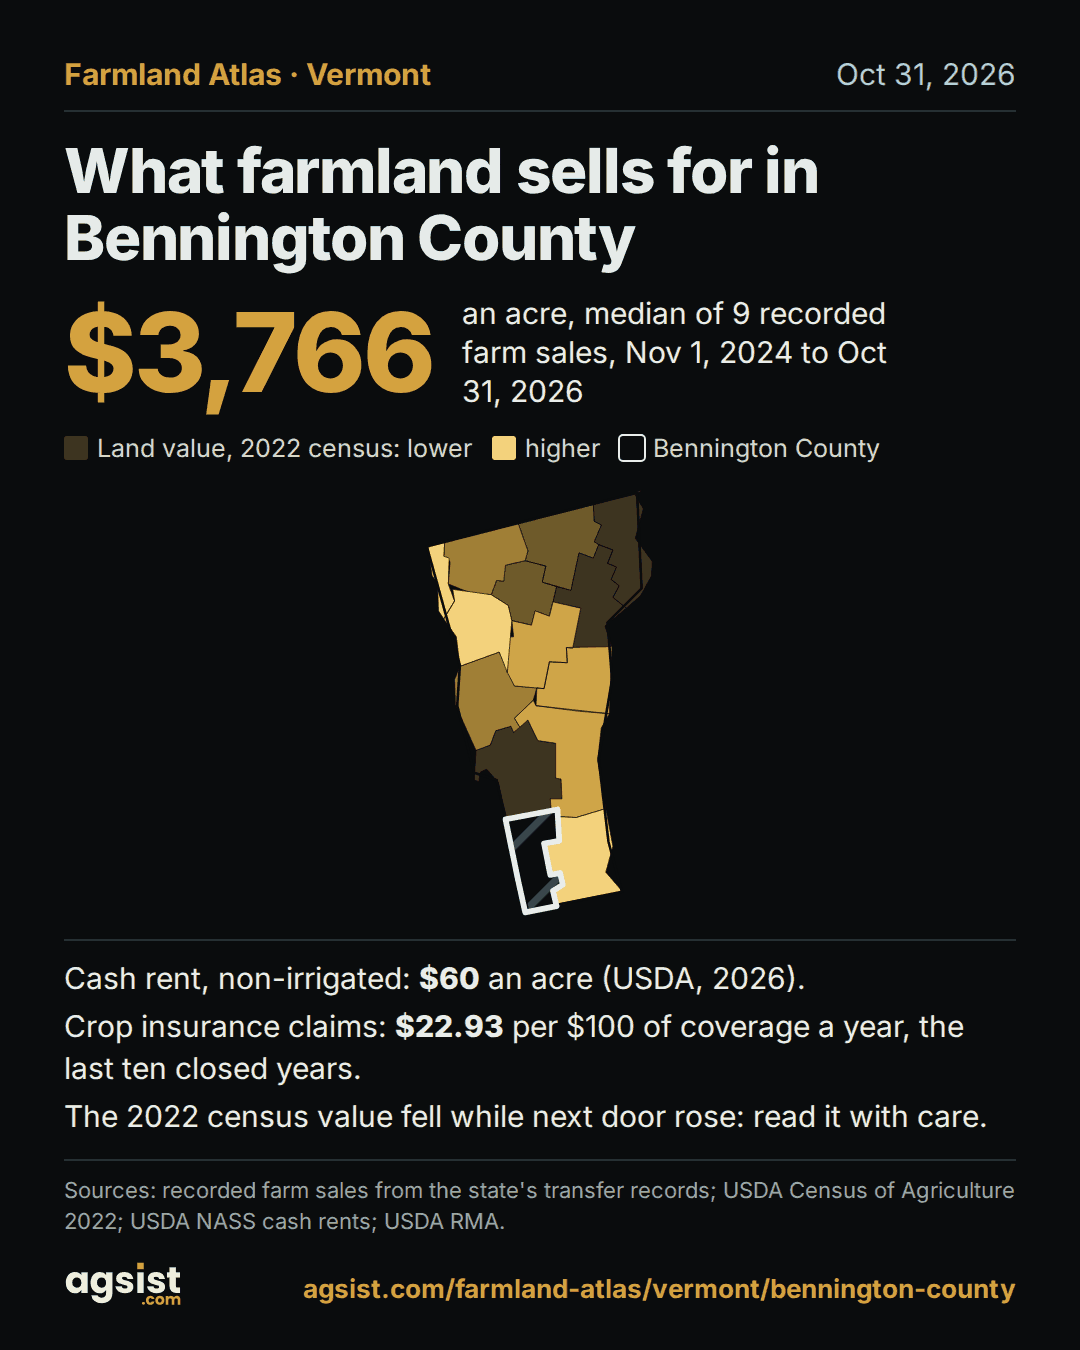 Farmland Atlas · Vermont
Oct 31, 2026
What farmland sells for in
Bennington County
$3,766
an acre, median of 9 recorded
farm sales, Nov 1, 2024 to Oct
31, 2026
Land value, 2022 census: lower
higher
Bennington County
Cash rent, non-irrigated: $60 an acre (USDA, 2026).
Crop insurance claims: $22.93 per $100 of coverage a year, the
last ten closed years.
The 2022 census value fell while next door rose: read it with care.
Sources: recorded farm sales from the state's transfer records; USDA Census of Agriculture
2022; USDA NASS cash rents; USDA RMA.
agsist
.com
agsist.com/farmland-atlas/vermont/bennington-county